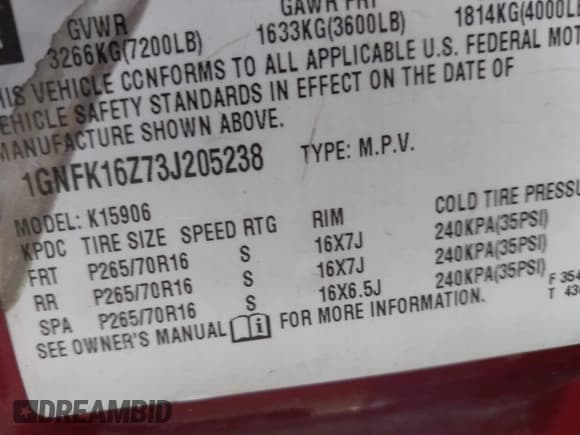 GVWR GAWR FRT
3266KG(7200LB) 1633KG(3600LB) 1814KG(4000LB
HIS VEHICLE CONFORMS TO ALL APPLICABLE U.S. FEDERAL MOT
EHICLE SAFETY STANDARDS IN EFFECT ON THE DATE OF
MANUFACTURE SHOWN ABOVE.
1GNFK16Z73J205238 TYPE: M.P.V.
MODEL: K15906
KPDC TIRE SIZE SPEED RTG RIM COLD TIRE PRESSU
FRT P265/70R16 S 16X7J 240KPA(35PSI)
RR P265/70R16 S 16X7J 240KPA(35PSI)
SPA P265/70R16 S 16X6.5J 240KPA(35PSI)
SEE OWNER'S MANUAL i FOR MORE INFORMATION.
F 354
T 43
DREAMBID